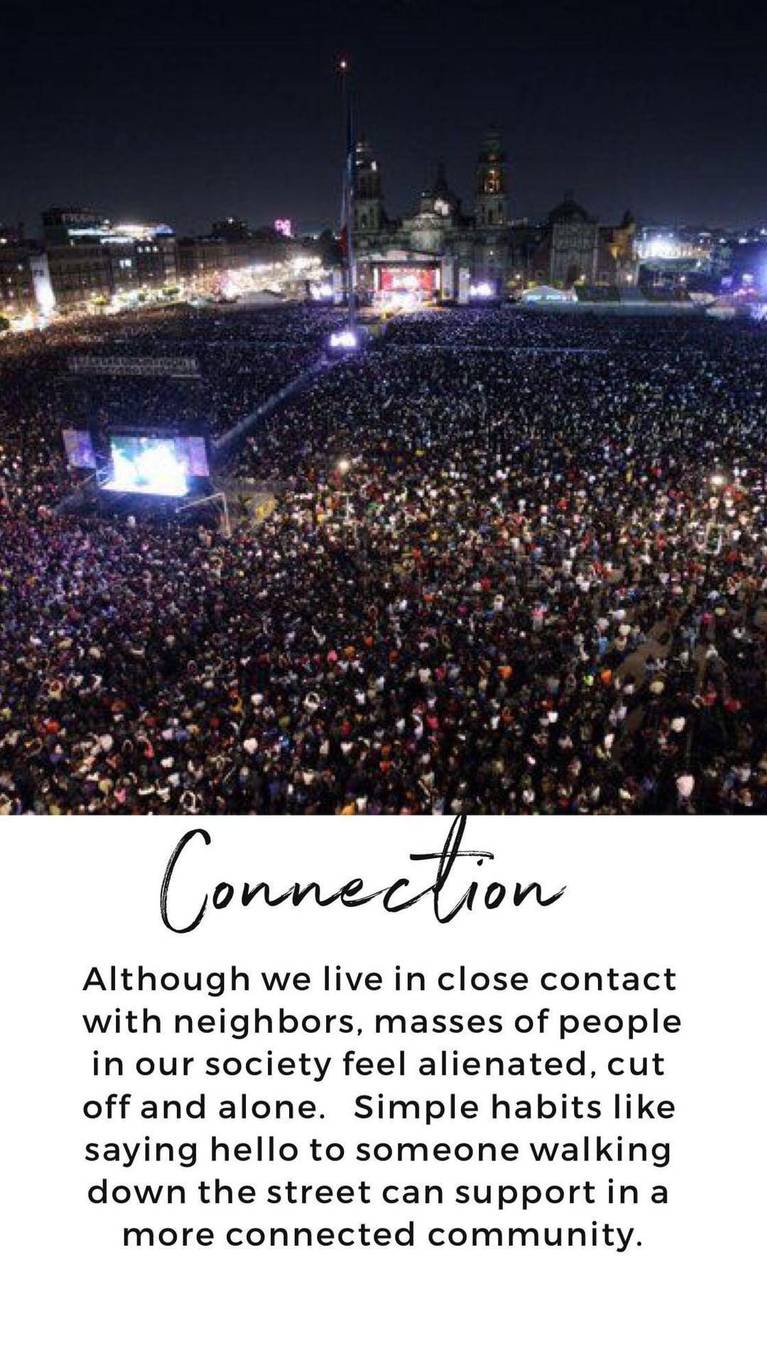 Connection
Although we live in close contact
with neighbors, masses of people
in our society feel alienated, cut
off and alone.   Simple habits like
saying hello to someone walking
down the street can support in a
more connected community.